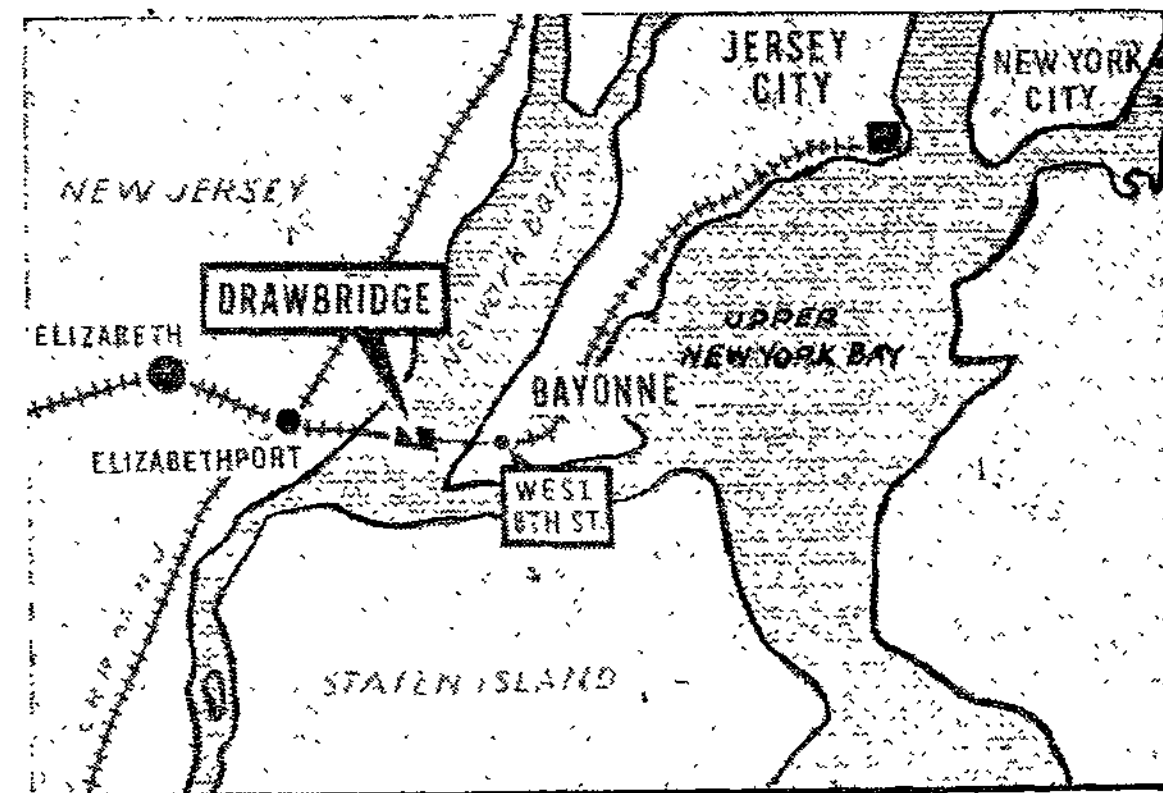 JERSEY
CITY
NEW YORK
CITY
NEW JERSEY
Newark Bay
DRAWBRIDGE
ELIZABETH
UPPER
NEW YORK BAY
BAYONNE
ELIZABETHPORT
WEST
8TH ST.
STATEN ISLAND